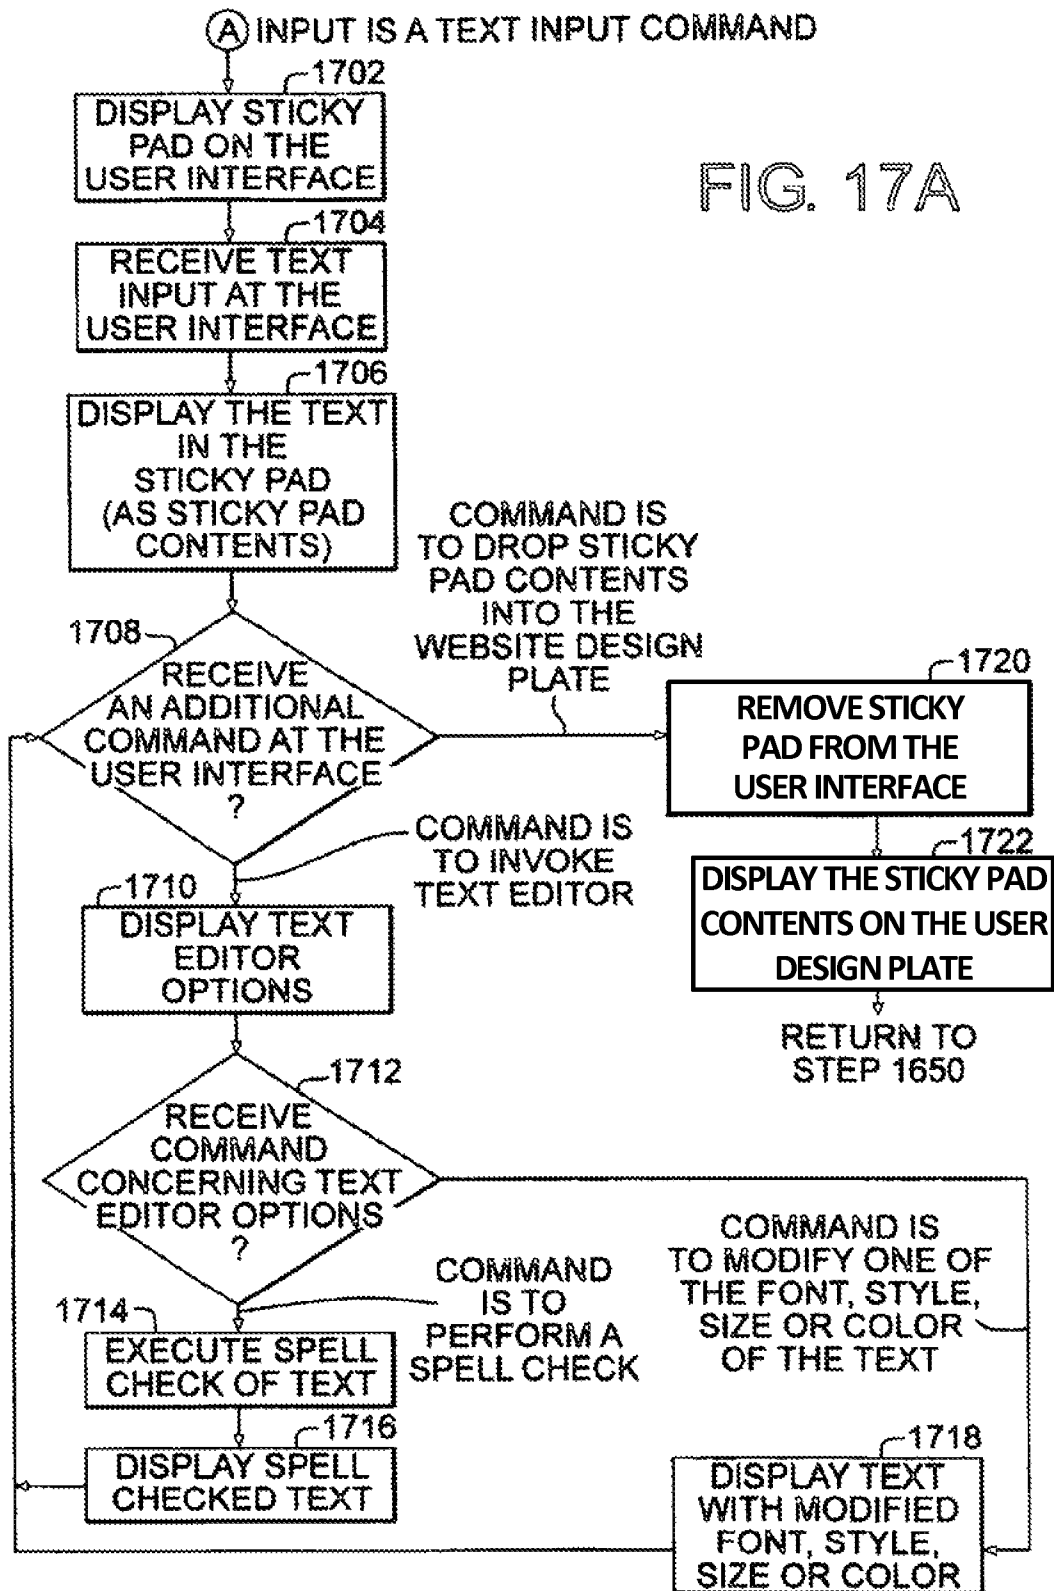 A INPUT IS A TEXT INPUT COMMAND
1702
DISPLAY STICKY
PAD ON THE
USER INTERFACE
FIG. 17A
1704
RECEIVE TEXT
INPUT AT THE
USER INTERFACE
1706
DISPLAY THE TEXT
IN THE
STICKY PAD
(AS STICKY PAD
CONTENTS)
COMMAND IS
TO DROP STICKY
PAD CONTENTS
INTO THE
WEBSITE DESIGN
PLATE
1708
RECEIVE
AN ADDITIONAL
COMMAND AT THE
USER INTERFACE
?
1720
REMOVE STICKY
PAD FROM THE
USER INTERFACE
COMMAND IS
TO INVOKE
TEXT EDITOR
1722
DISPLAY THE STICKY PAD
CONTENTS ON THE USER
DESIGN PLATE
RETURN TO
STEP 1650
1710
DISPLAY TEXT
EDITOR
OPTIONS
1712
RECEIVE
COMMAND
CONCERNING TEXT
EDITOR OPTIONS
?
COMMAND IS
TO MODIFY ONE OF
THE FONT, STYLE,
SIZE OR COLOR
OF THE TEXT
COMMAND
IS TO
PERFORM A
SPELL CHECK
1714
EXECUTE SPELL
CHECK OF TEXT
1716
DISPLAY SPELL
CHECKED TEXT
1718
DISPLAY TEXT
WITH MODIFIED
FONT, STYLE,
SIZE OR COLOR